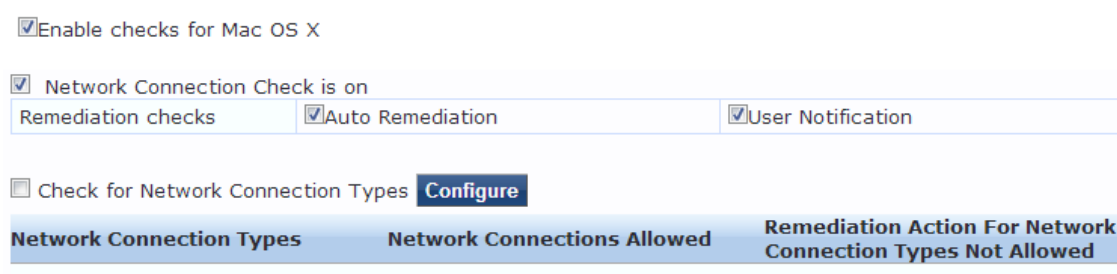 Enable checks for Mac OS X
Network Connection Check is on
Remediation checks Auto Remediation User Notification
Check for Network Connection Types Configure
Network Connection Types Network Connections Allowed Remediation Action For Network
Connection Types Not Allowed